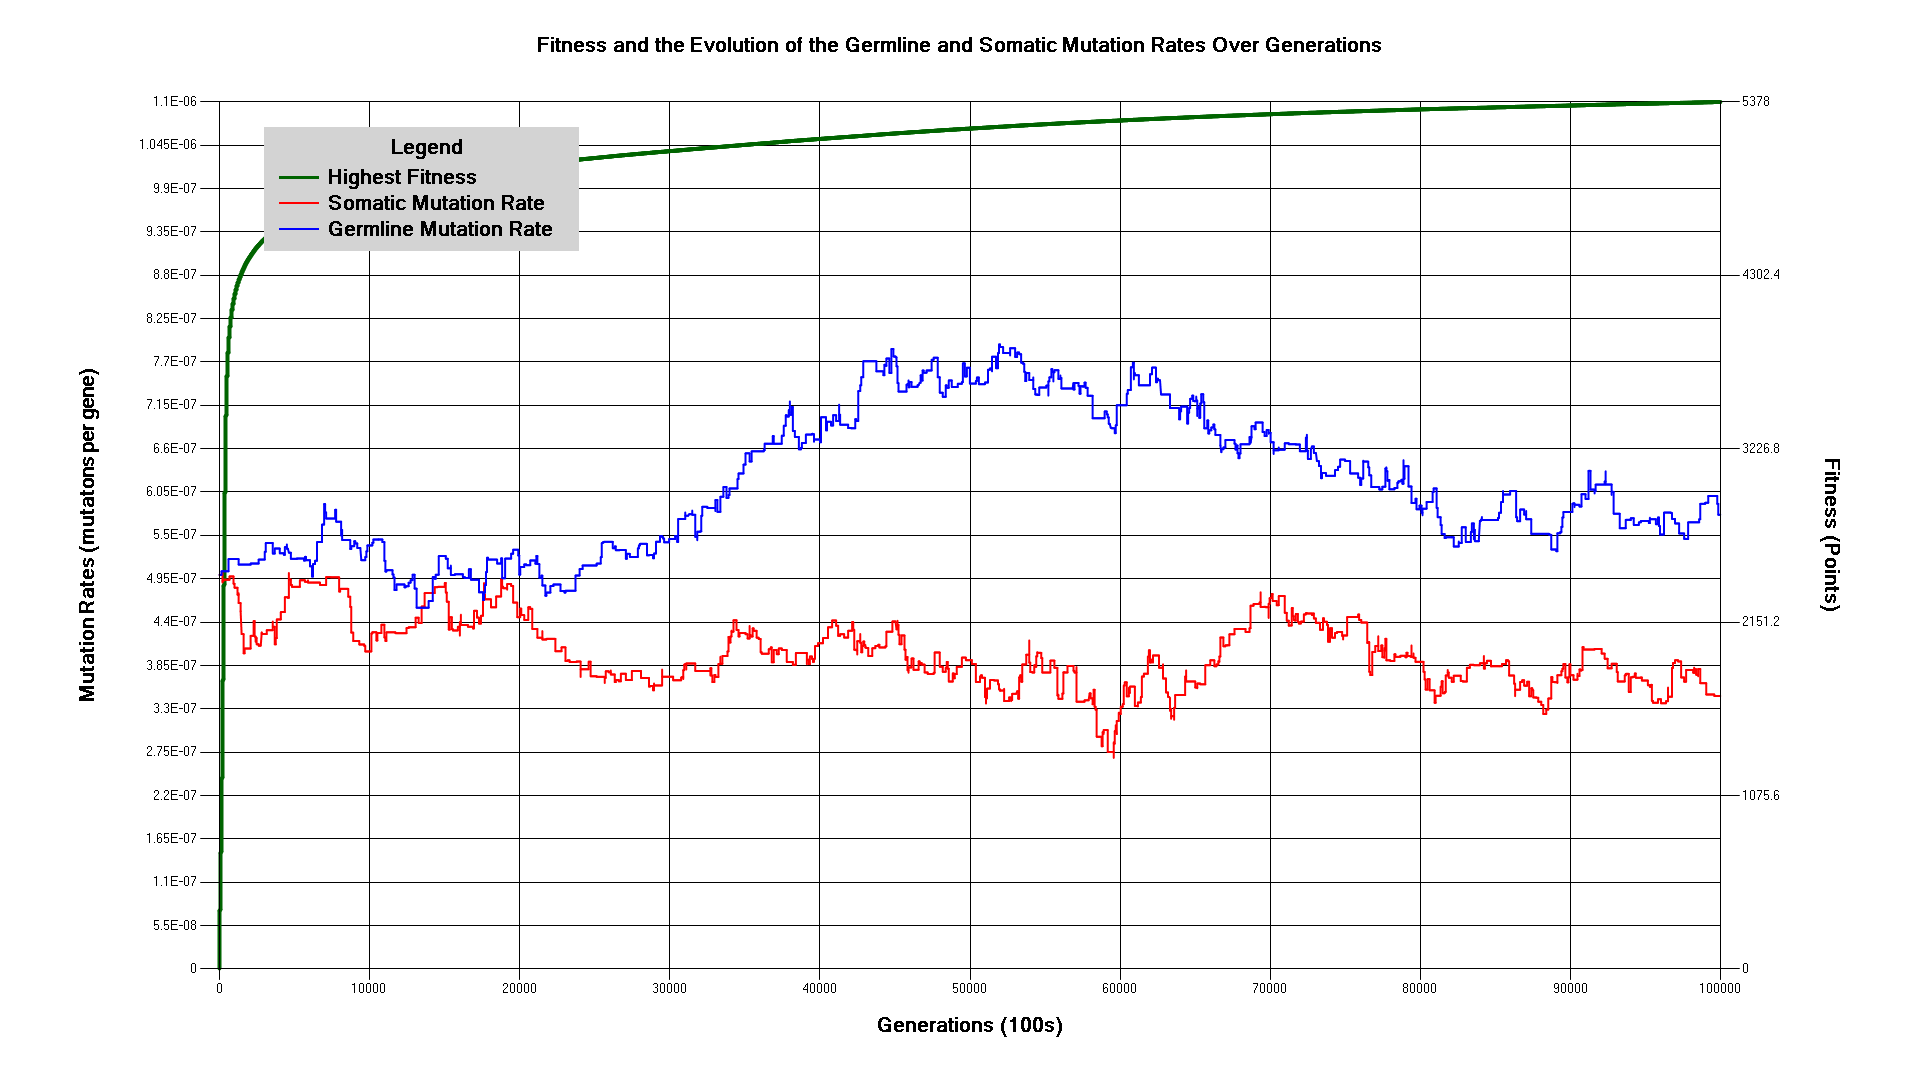 Fitness and the Evolution of the Germline and Somatic Mutation Rates Over Generations
Legend
Highest Fitness
Somatic Mutation Rate
Germline Mutation Rate
Mutation Rates (mutatons per gene)
1.1E-06
1.045E-06
9.9E-07
9.35E-07
8.8E-07
8.25E-07
7.7E-07
7.15E-07
6.6E-07
6.05E-07
5.5E-07
4.95E-07
4.4E-07
3.85E-07
3.3E-07
2.75E-07
2.2E-07
1.65E-07
1.1E-07
5.5E-08
0
5378
4302.4
3226.8
2151.2
1075.6
0
Fitness (Points)
0 10000 20000 30000 40000 50000 60000 70000 80000 90000 100000
Generations (100s)